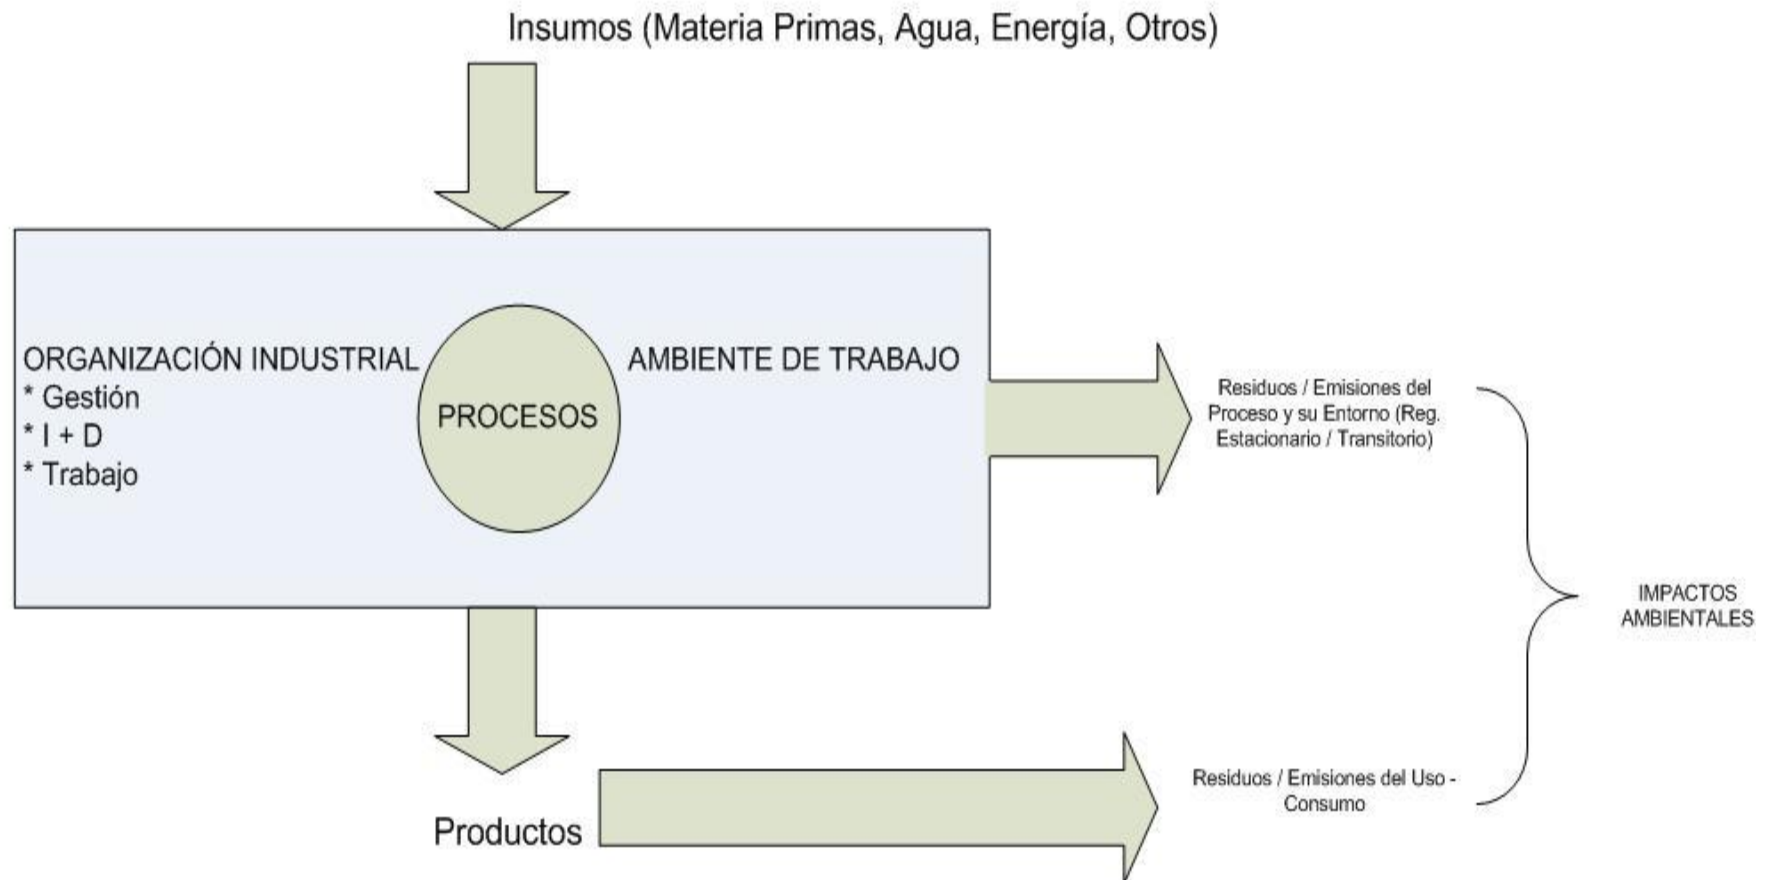 Insumos (Materia Primas, Agua, Energía, Otros)
ORGANIZACIÓN INDUSTRIAL
* Gestión
* I + D
* Trabajo
PROCESOS
AMBIENTE DE TRABAJO
Residuos / Emisiones del
Proceso y su Entorno (Reg.
Estacionario / Transitorio)
IMPACTOS
AMBIENTALES
Residuos / Emisiones del Uso -
Consumo
Productos